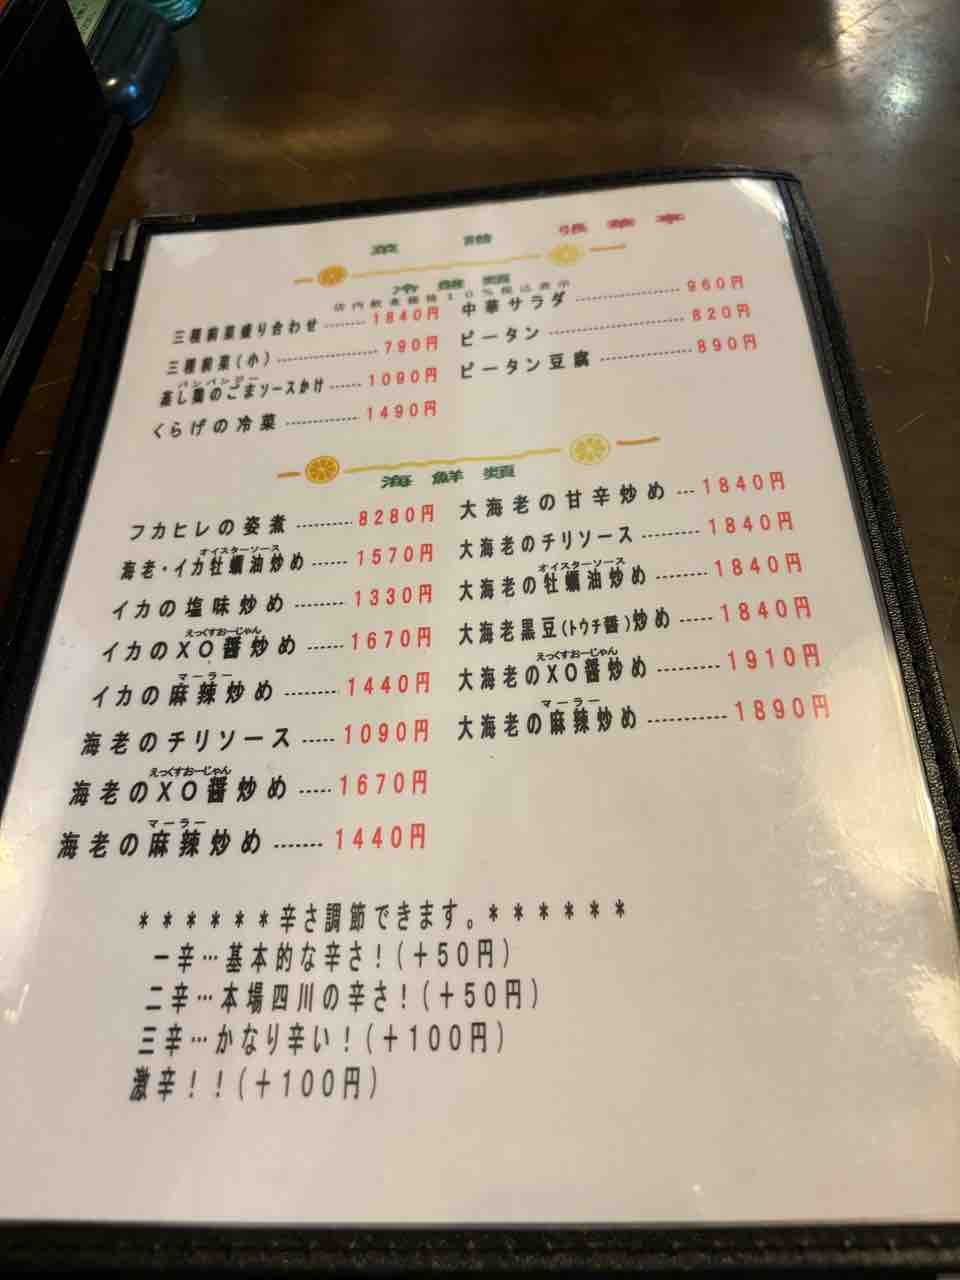 菜譜 張華亭
冷盤類
店内飲食価格10%税込表示
三種前菜盛り合わせ 1840円
三種前菜(小) 790円
バンバンジー
蒸し鶏のごまソースかけ 1090円
くらげの冷菜 1490円
中華サラダ 960円
ピータン 820円
ピータン豆腐 890円
海鮮類
フカヒレの姿煮 8280円
オイスターソース
海老・イカ牡蠣油炒め 1570円
イカの塩味炒め 1330円
えっくすおーじゃん
イカのXO醤炒め 1670円
マーラー
イカの麻辣炒め 1440円
海老のチリソース 1090円
えっくすおーじゃん
海老のXO醤炒め 1670円
マーラー
海老の麻辣炒め 1440円
大海老の甘辛炒め 1840円
大海老のチリソース 1840円
オイスターソース
大海老の牡蠣油炒め 1840円
大海老黒豆(トウチ醤)炒め 1840円
えっくすおーじゃん
大海老のXO醤炒め 1910円
マーラー
大海老の麻辣炒め 1890円
******辛さ調節できます。******
一辛…基本的な辛さ!(+50円)
二辛…本場四川の辛さ!(+50円)
三辛…かなり辛い!(+100円)
激辛!!(+100円)